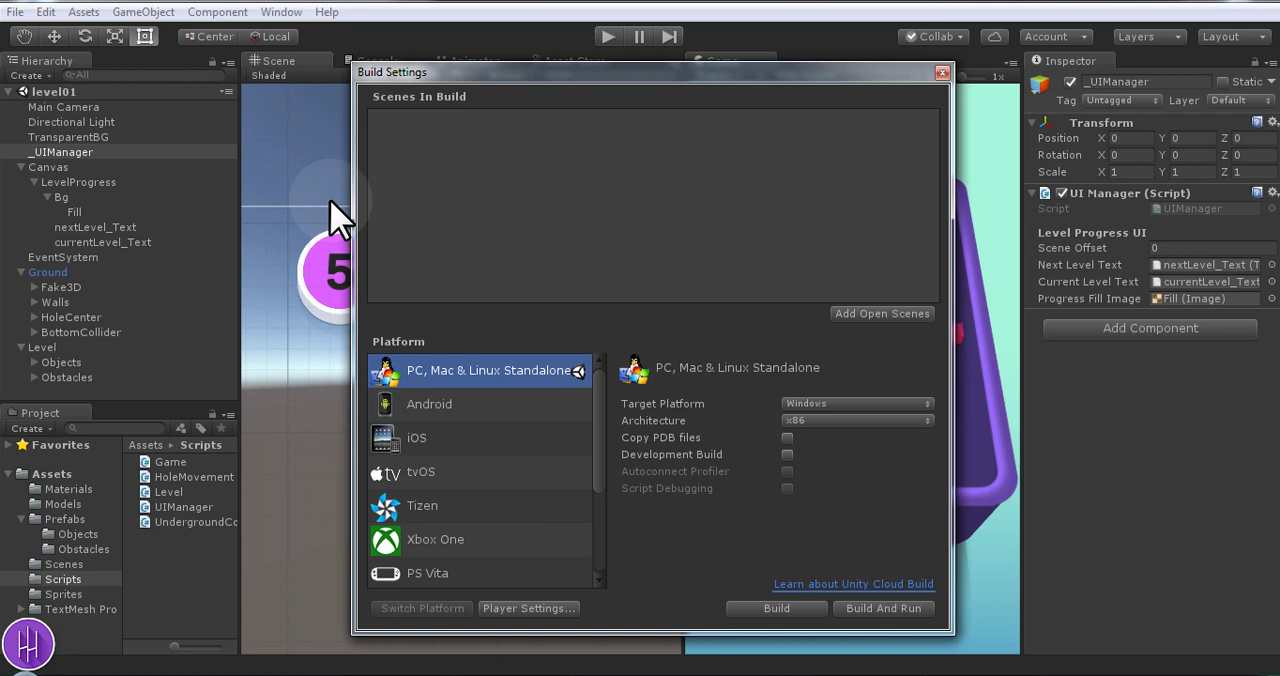 File Edit Assets GameObject Component Window Help
Center Local Collab Account Layers Layout
Hierarchy
Create All
level01
Main Camera
Directional Light
TransparentBG
_UIManager
Canvas
LevelProgress
Bg
Fill
nextLevel_Text
currentLevel_Text
EventSystem
Ground
Fake3D
Walls
HoleCenter
BottomCollider
Level
Objects
Obstacles
Project
Create
Favorites
Assets
Materials
Models
Prefabs
Objects
Obstacles
Scenes
Scripts
Sprites
TextMesh Pro
Assets Scripts
Game
HoleMovement
Level
UIManager
UndergroundCo
Scene
Shaded
1x
5
Build Settings
Scenes In Build
Add Open Scenes
Platform
PC, Mac & Linux Standalone
Android
iOS
tv tvOS
Tizen
Xbox One
PS Vita
PC, Mac & Linux Standalone
Target Platform Windows
Architecture x86
Copy PDB files
Development Build
Autoconnect Profiler
Script Debugging
Learn about Unity Cloud Build
Switch Platform Player Settings... Build Build And Run
Inspector
_UIManager Static
Tag Untagged Layer Default
Transform
Position X 0 Y 0 Z 0
Rotation X 0 Y 0 Z 0
Scale X 1 Y 1 Z 1
UI Manager (Script)
Script UIManager
Level Progress UI
Scene Offset 0
Next Level Text nextLevel_Text (T
Current Level Text currentLevel_Text
Progress Fill Image Fill (Image)
Add Component